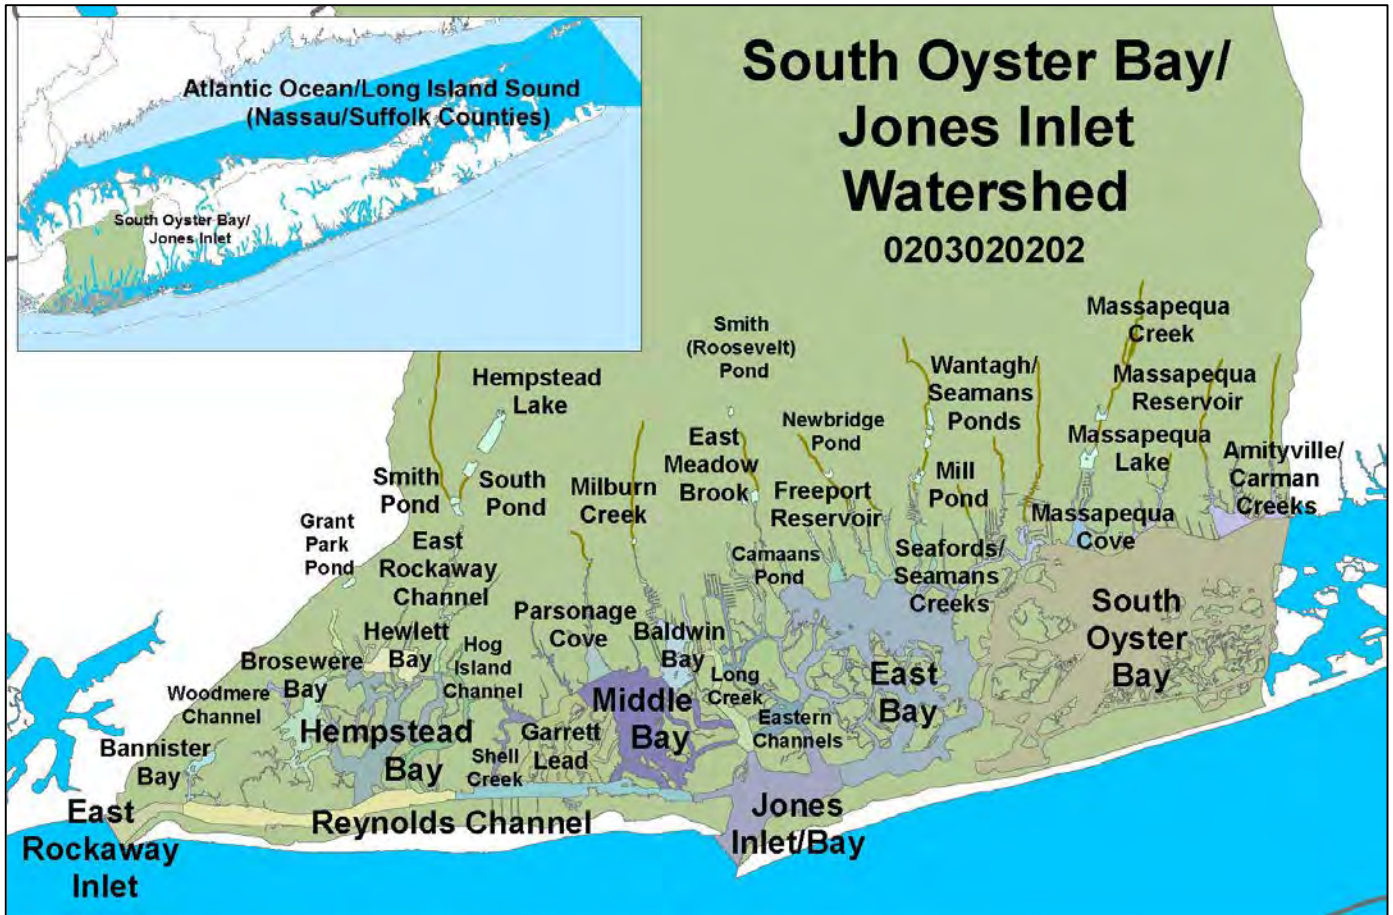 South Oyster Bay/
Jones Inlet
Watershed
0203020202
Atlantic Ocean/Long Island Sound
(Nassau/Suffolk Counties)
South Oyster Bay/
Jones Inlet
Massapequa
Creek
Smith
(Roosevelt)
Pond
Wantagh/
Seamans
Ponds
Massapequa
Reservoir
Hempstead
Lake
Newbridge
Pond
East
Meadow
Brook
Massapequa
Lake
Amityville/
Carman
Creeks
Smith
Pond
South
Pond
Milburn
Creek
Freeport
Reservoir
Mill
Pond
Massapequa
Cove
Grant
Park
Pond
East
Rockaway
Channel
Camaans
Pond
Seafords/
Seamans
Creeks
Parsonage
Cove
South
Oyster
Bay
Hewlett
Bay
Hog
Island
Channel
Baldwin
Bay
Brosewere
Bay
Woodmere
Channel
Long
Creek
East
Bay
Middle
Bay
Hempstead
Bay
Garrett
Lead
Eastern
Channels
Bannister
Bay
Shell
Creek
East
Rockaway
Inlet
Reynolds Channel
Jones
Inlet/Bay